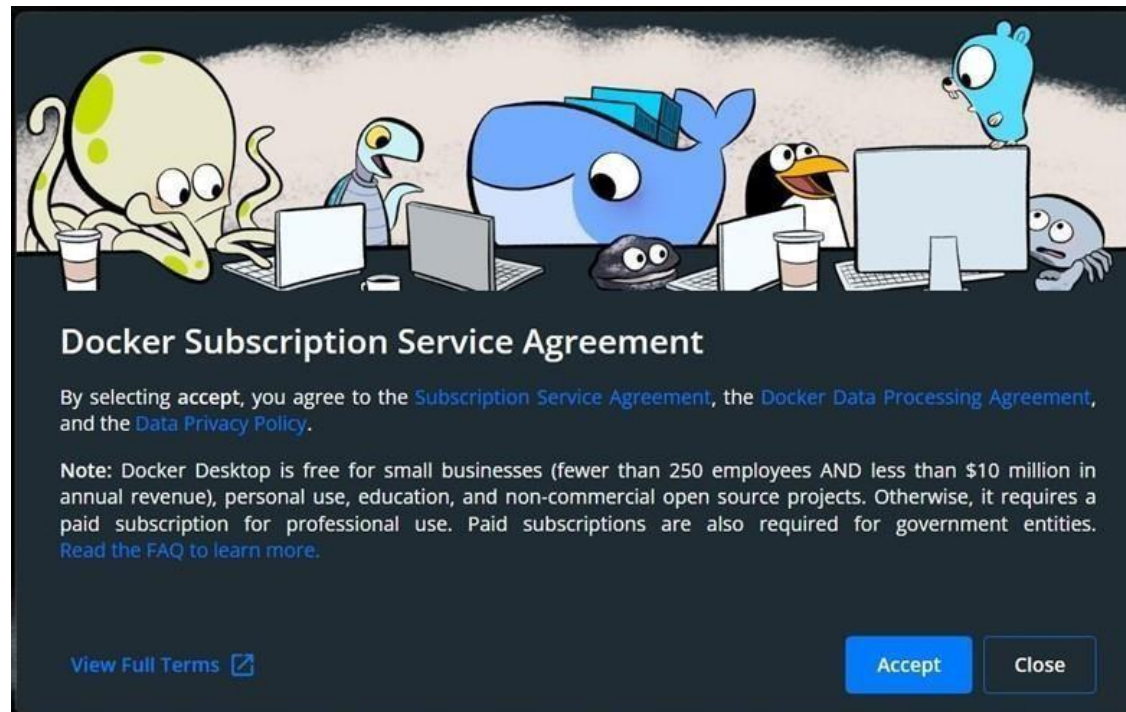 Docker Subscription Service Agreement
By selecting accept, you agree to the Subscription Service Agreement, the Docker Data Processing Agreement,
and the Data Privacy Policy.
Note: Docker Desktop is free for small businesses (fewer than 250 employees AND less than $10 million in
annual revenue), personal use, education, and non-commercial open source projects. Otherwise, it requires a
paid subscription for professional use. Paid subscriptions are also required for government entities.
Read the FAQ to learn more.
View Full Terms
Accept
Close